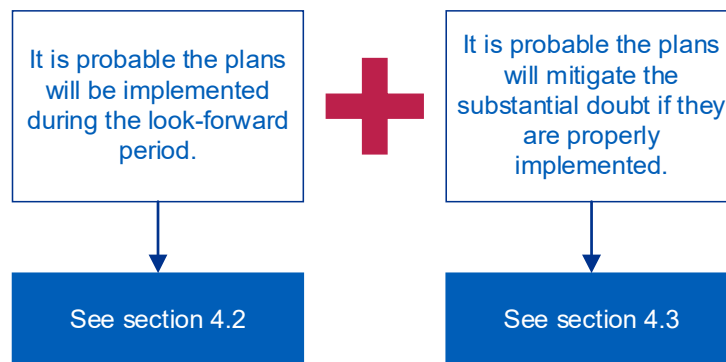 It is probable the plans
will be implemented
during the look-forward
period.
It is probable the plans
will mitigate the
substantial doubt if they
are properly
implemented.
See section 4.2
See section 4.3